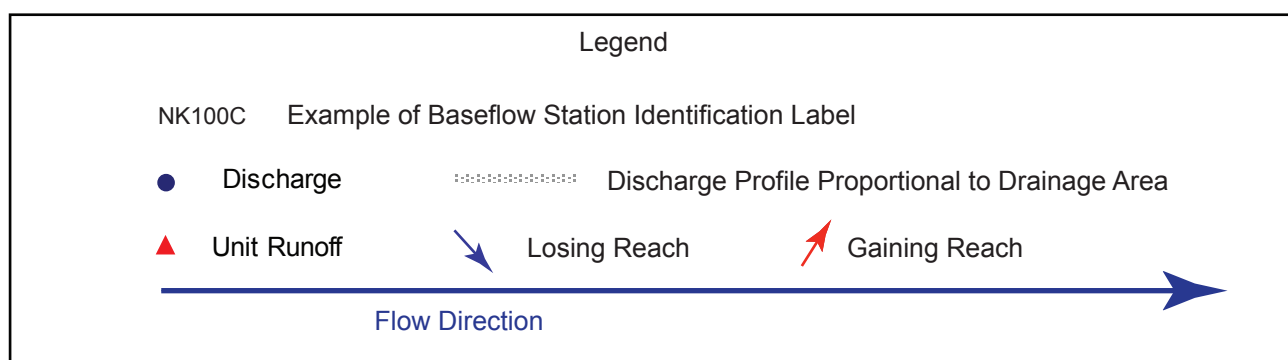 Legend
NK100C Example of Baseflow Station Identification Label
Discharge Discharge Profile Proportional to Drainage Area
Unit Runoff Losing Reach Gaining Reach
Flow Direction